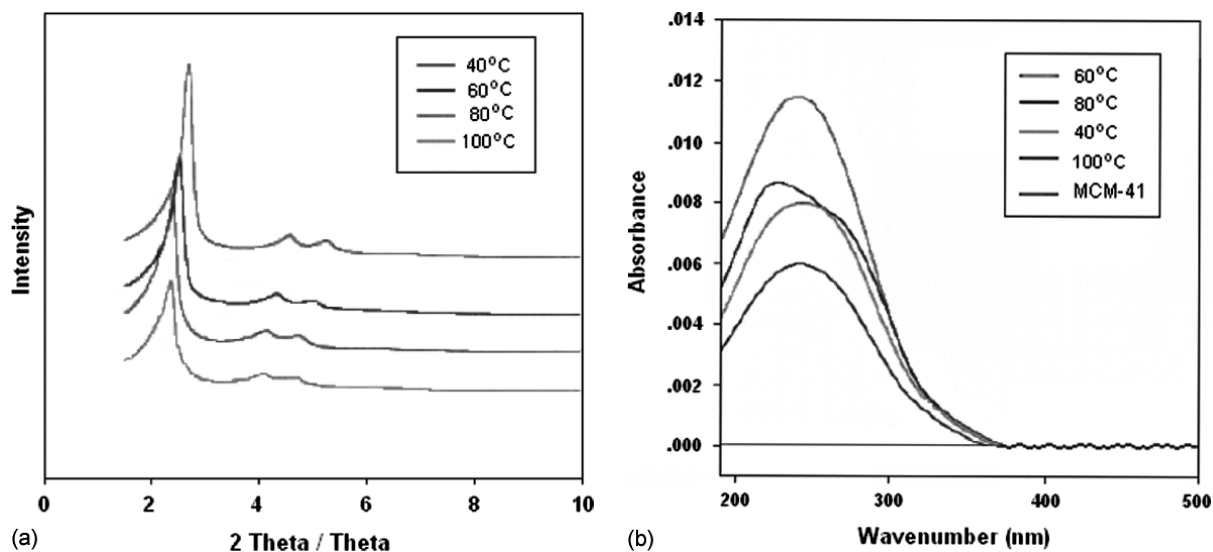 40°C
60°C
80°C
100°C
Intensity
0 2 4 6 8 10
2 Theta / Theta
(a)
.014
.012
.010
.008
.006
.004
.002
.000
60°C
80°C
40°C
100°C
MCM-41
Absorbance
200 300 400 500
Wavenumber (nm)
(b)